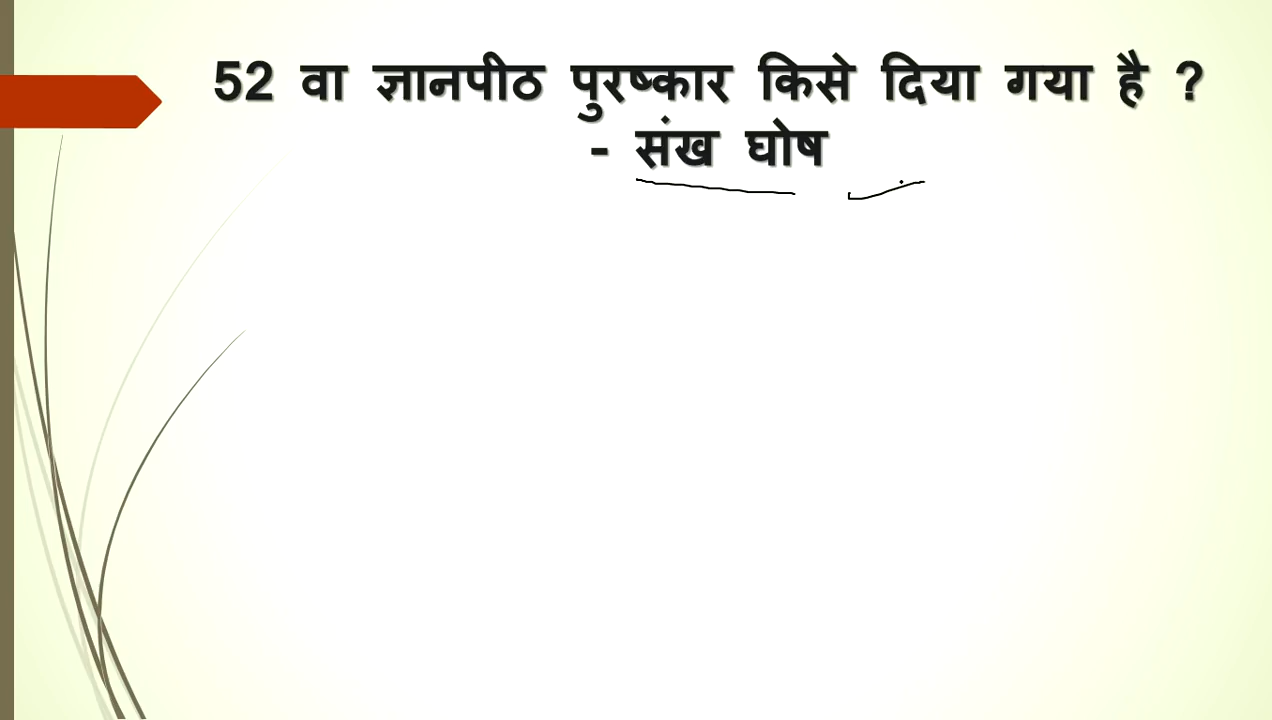 52 वा ज्ञानपीठ पुरष्कार किसे दिया गया है ?
- संख घोष